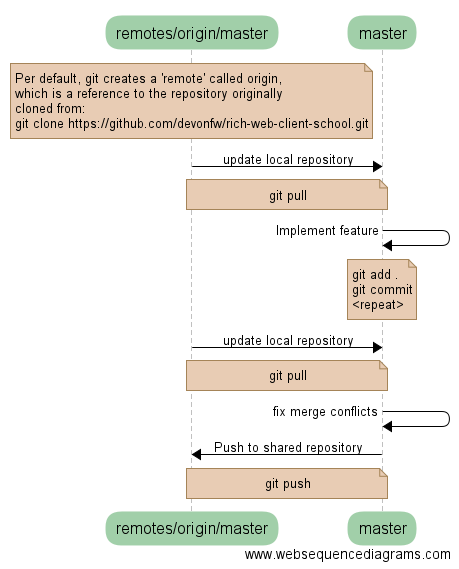 remotes/origin/master
master
Per default, git creates a 'remote' called origin,
which is a reference to the repository originally
cloned from:
git clone https://github.com/devonfw/rich-web-client-school.git
update local repository
git pull
Implement feature
git add .
git commit
<repeat>
update local repository
git pull
fix merge conflicts
Push to shared repository
git push
remotes/origin/master
master
www.websequencediagrams.com